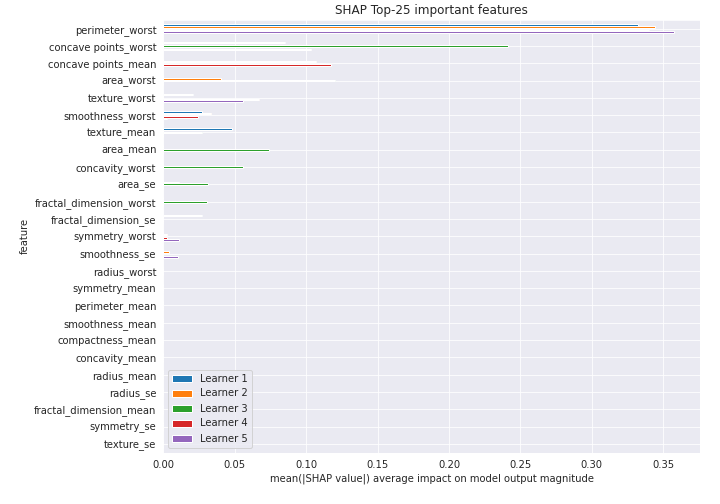 SHAP Top-25 important features
perimeter_worst
concave points_worst
concave points_mean
area_worst
texture_worst
smoothness_worst
texture_mean
area_mean
concavity_worst
area_se
fractal_dimension_worst
fractal_dimension_se
symmetry_worst
smoothness_se
radius_worst
symmetry_mean
perimeter_mean
smoothness_mean
compactness_mean
concavity_mean
radius_mean
radius_se
fractal_dimension_mean
symmetry_se
texture_se
feature
Learner 1
Learner 2
Learner 3
Learner 4
Learner 5
0.00 0.05 0.10 0.15 0.20 0.25 0.30 0.35
mean(|SHAP value|) average impact on model output magnitude